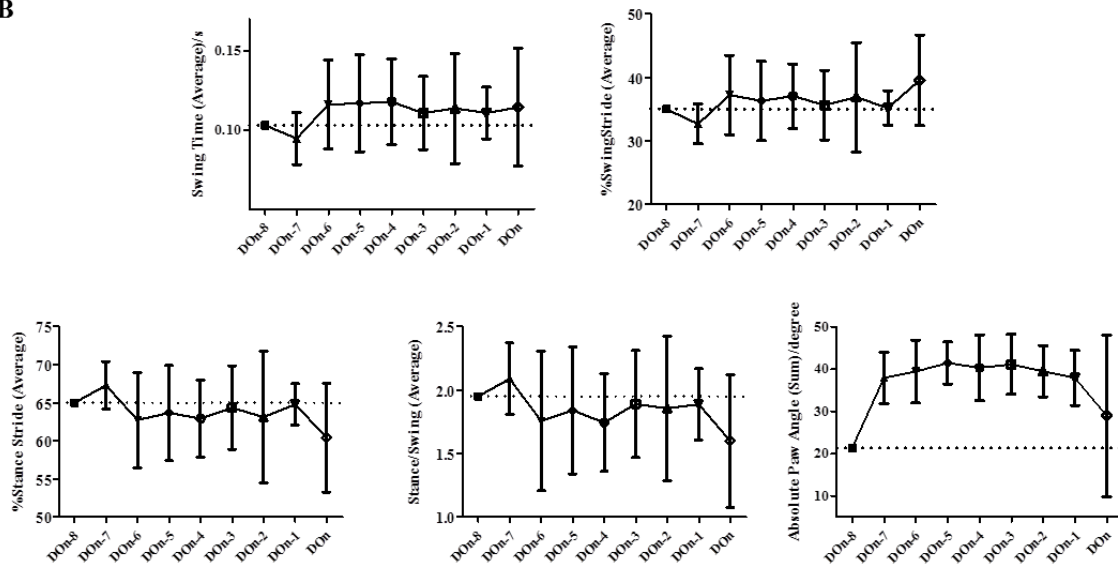 B
Swing Time (Average)/s
0.15
0.10
DOn-8 DOn-7 DOn-6 DOn-5 DOn-4 DOn-3 DOn-2 DOn-1 DOn
%SwingStride (Average)
50
40
30
20
DOn-8 DOn-7 DOn-6 DOn-5 DOn-4 DOn-3 DOn-2 DOn-1 DOn
%Stance Stride (Average)
75
70
65
60
55
50
DOn-8 DOn-7 DOn-6 DOn-5 DOn-4 DOn-3 DOn-2 DOn-1 DOn
Stance/Swing (Average)
2.5
2.0
1.5
1.0
DOn-8 DOn-7 DOn-6 DOn-5 DOn-4 DOn-3 DOn-2 DOn-1 DOn
Absolute Paw Angle (Sum)/degree
50
40
30
20
10
DOn-8 DOn-7 DOn-6 DOn-5 DOn-4 DOn-3 DOn-2 DOn-1 DOn